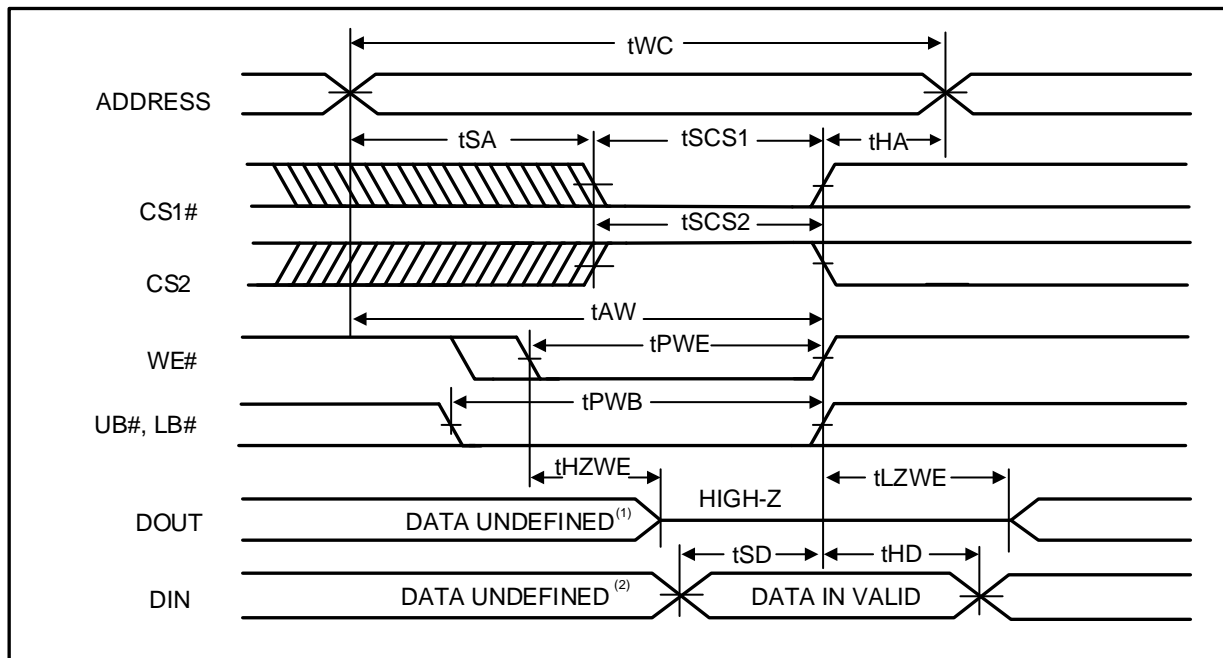 tWC
ADDRESS
tSA
tSCS1
tHA
CS1#
tSCS2
CS2
tAW
WE#
tPWE
UB#, LB#
tPWB
tHZWE
tLZWE
DOUT
DATA UNDEFINED(1)
HIGH-Z
tSD
tHD
DIN
DATA UNDEFINED (2)
DATA IN VALID